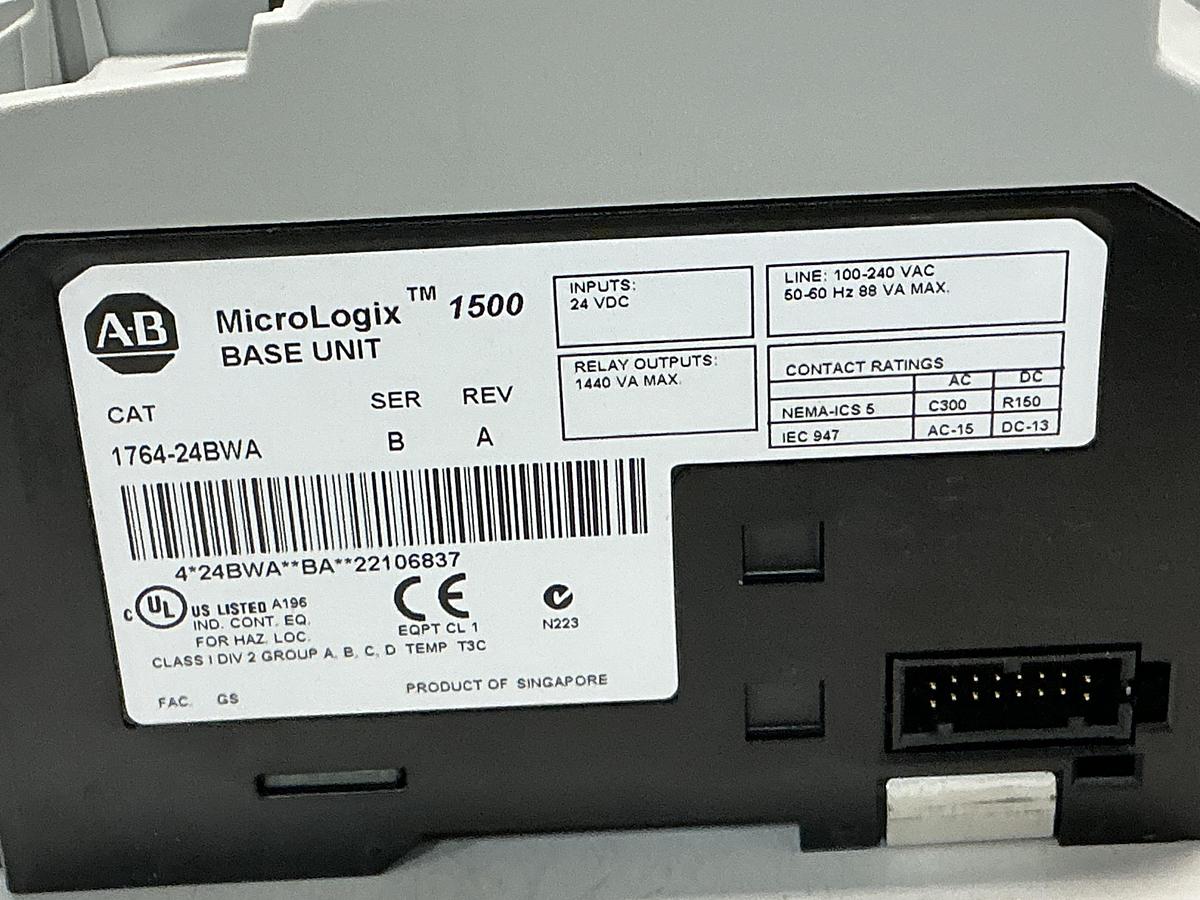 A·B
MicroLogix™ 1500
BASE UNIT
CAT SER REV
1764-24BWA B A
4*24BWA**BA**22106837
C UL US LISTED A196
IND. CONT. EQ.
FOR HAZ. LOC.
CLASS I DIV 2 GROUP A, B, C, D TEMP T3C
CE
EQPT CL 1
N223
FAC. GS
PRODUCT OF SINGAPORE
INPUTS:
24 VDC
RELAY OUTPUTS:
1440 VA MAX.
LINE: 100-240 VAC
50-60 Hz 88 VA MAX.
CONTACT RATINGS
AC DC
NEMA-ICS 5 C300 R150
IEC 947 AC-15 DC-13